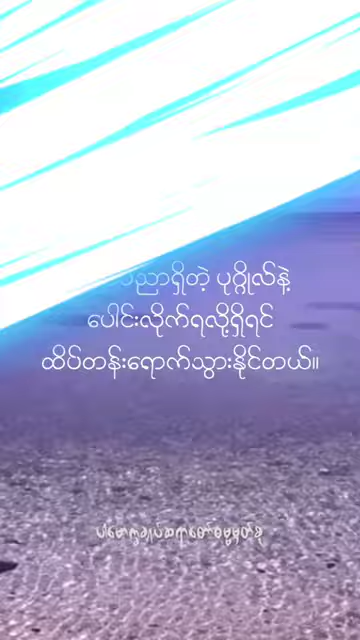 ပညာရှိတဲ့ ပုဂ္ဂိုလ်နဲ့
ပေါင်းလိုက်ရလို့ရှိရင်
ထိပ်တန်းရောက်သွားနိုင်တယ်။